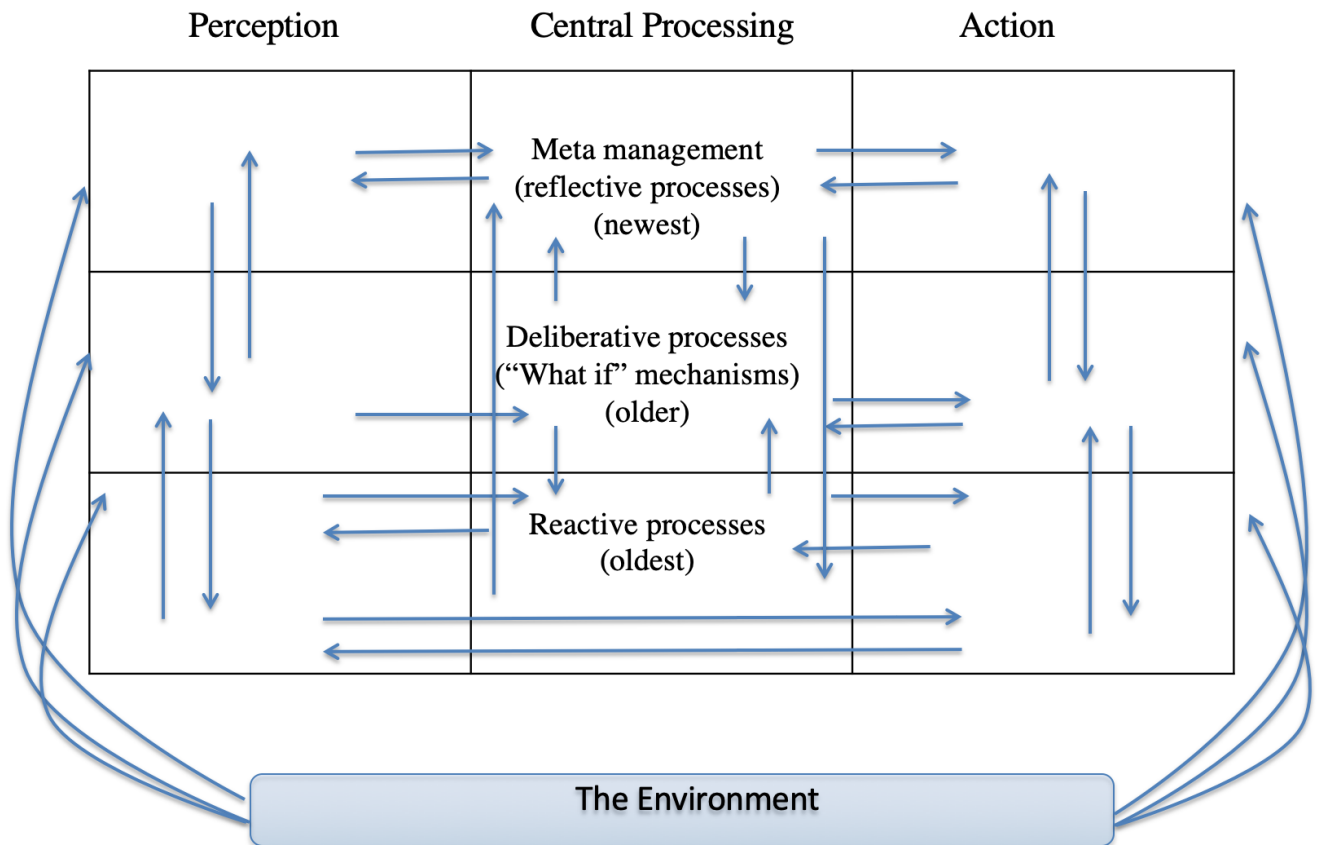 Perception Central Processing Action
Meta management
(reflective processes)
(newest)
Deliberative processes
(“What if” mechanisms)
(older)
Reactive processes
(oldest)
The Environment